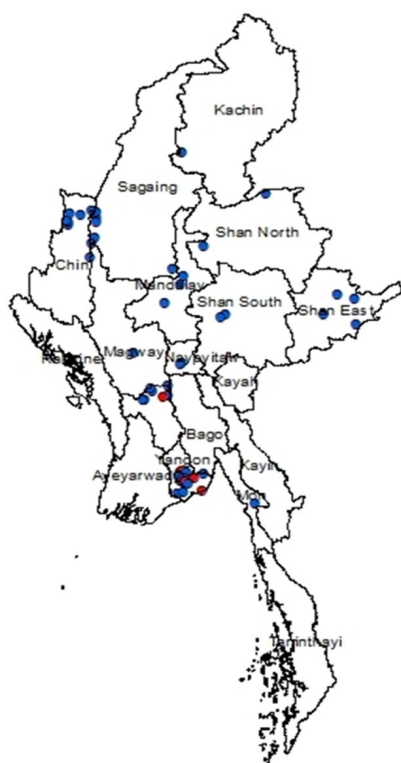 Kachin
Sagaing
Shan North
Chin
Mandalay
Shan South
Shan East
Magway
Rakhine
Naypyitaw
Kayah
Bago
Yangon
Ayeyarwady
Kayin
Mon
Tanintharyi